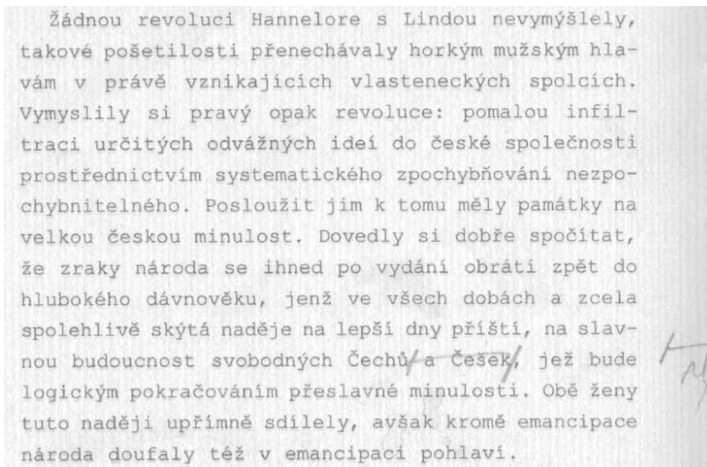 Žádnou revoluci Hannelore s Lindou nevymýšlely,
takové pošetilosti přenechávaly horkým mužským hla-
vám v právě vznikajících vlasteneckých spolcích.
Vymyslily si pravý opak revoluce: pomalou infil-
traci určitých odvážných ideí do české společnosti
prostřednictvím systematického zpochybňování nezpo-
chybnitelného. Posloužit jim k tomu měly památky na
velkou českou minulost. Dovedly si dobře spočítat,
že zraky národa se ihned po vydání obrátí zpět do
hlubokého dávnověku, jenž ve všech dobách a zcela
spolehlivě skýtá naděje na lepší dny příští, na slav-
nou budoucnost svobodných Čechů a Češek, jež bude
logickým pokračováním přeslavné minulosti. Obě ženy
tuto naději upřímně sdílely, avšak kromě emancipace
národa doufaly též v emancipaci pohlaví.